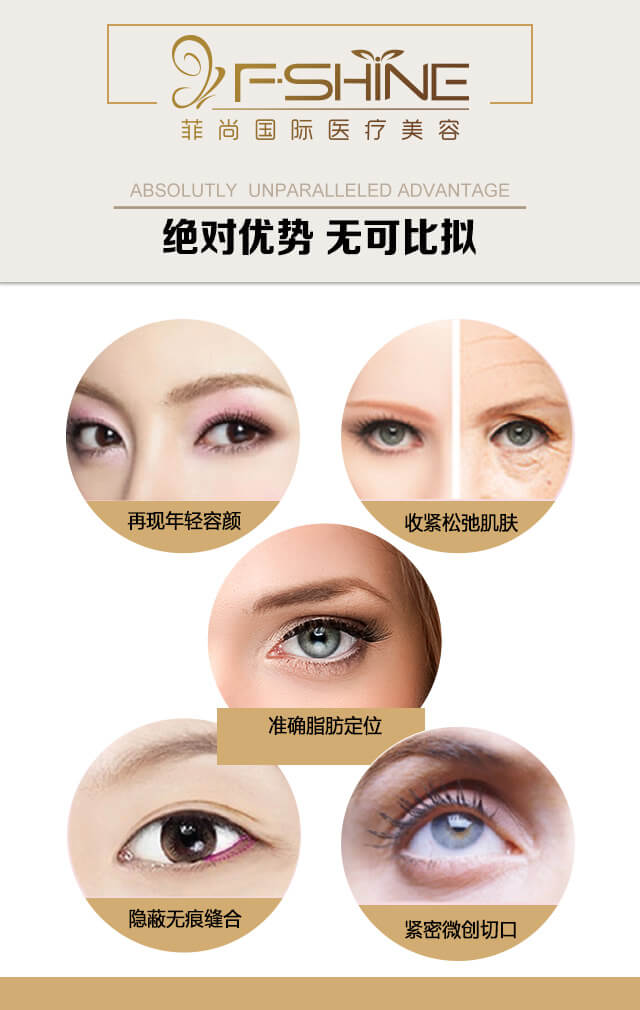 F·SHINE
菲尚国际医疗美容
ABSOLUTLY UNPARALLELED ADVANTAGE
绝对优势 无可比拟
再现年轻容颜
收紧松弛肌肤
准确脂肪定位
隐蔽无痕缝合
紧密微创切口